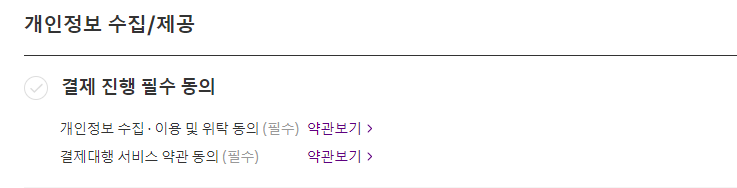 개인정보 수집/제공
결제 진행 필수 동의
개인정보 수집 · 이용 및 위탁 동의 (필수) 약관보기 >
결제대행 서비스 약관 동의 (필수) 약관보기 >